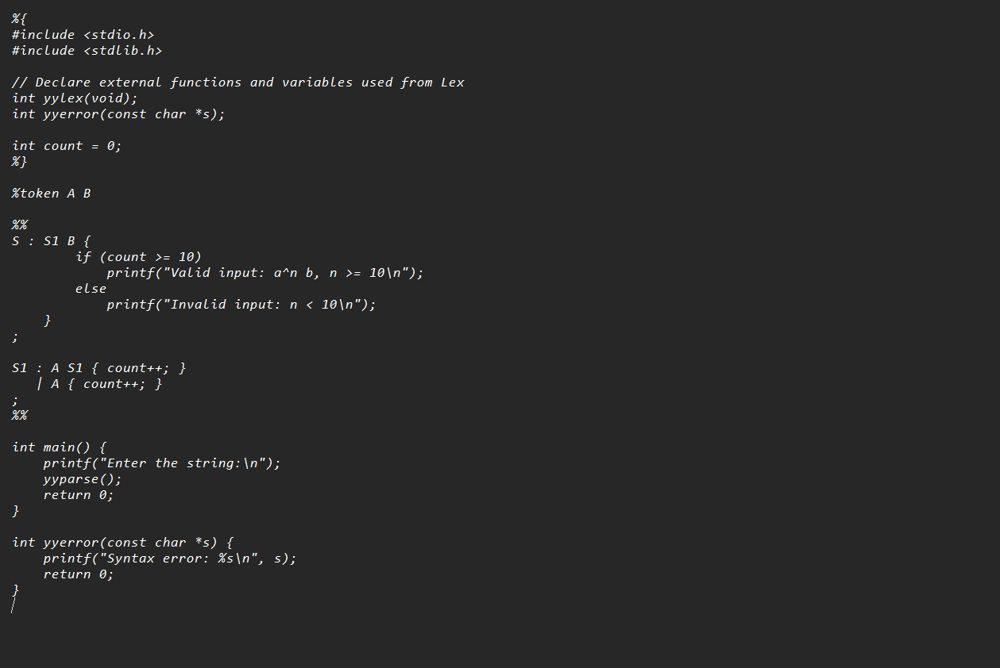 %{
#include <stdio.h>
#include <stdlib.h>

// Declare external functions and variables used from Lex
int yylex(void);
int yyerror(const char *s);

int count = 0;
%}

%token A B

%%
S : S1 B {
        if (count >= 10)
            printf("Valid input: a^n b, n >= 10\n");
        else
            printf("Invalid input: n < 10\n");
    }
;

S1 : A S1 { count++; }
   | A { count++; }
;
%%

int main() {
    printf("Enter the string:\n");
    yyparse();
    return 0;
}

int yyerror(const char *s) {
    printf("Syntax error: %s\n", s);
    return 0;
}